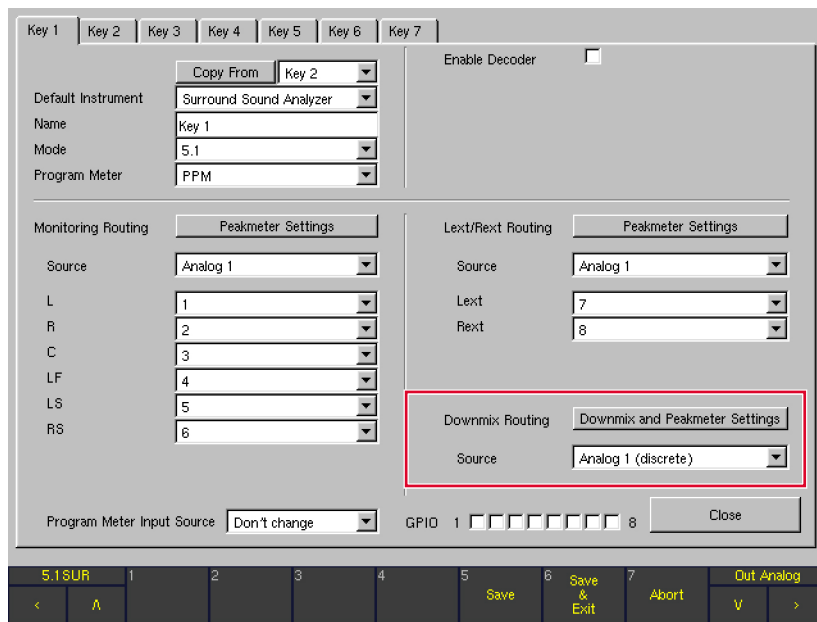 Key 1 Key 2 Key 3 Key 4 Key 5 Key 6 Key 7
Copy From Key 2
Default Instrument Surround Sound Analyzer
Name Key 1
Mode 5.1
Program Meter PPM
Enable Decoder
Monitoring Routing Peakmeter Settings
Source Analog 1
L 1
R 2
C 3
LF 4
LS 5
RS 6
Lext/Rext Routing Peakmeter Settings
Source Analog 1
Lext 7
Rext 8
Downmix Routing Downmix and Peakmeter Settings
Source Analog 1 (discrete)
Program Meter Input Source Don't change
GPIO 1 8
Close
5.1SUR 1 2 3 4 5 Save 6 Save & Exit 7 Abort Out Analog
< Λ V >